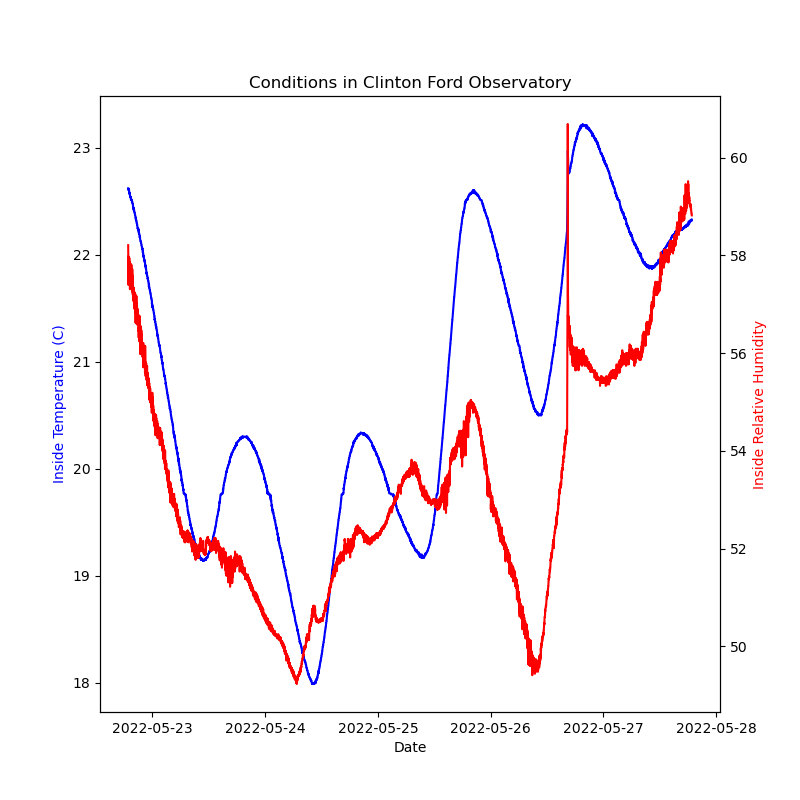 Conditions in Clinton Ford Observatory
23
22
21
20
19
18
Inside Temperature (C)
60
58
56
54
52
50
Inside Relative Humidity
2022-05-23 2022-05-24 2022-05-25 2022-05-26 2022-05-27 2022-05-28
Date